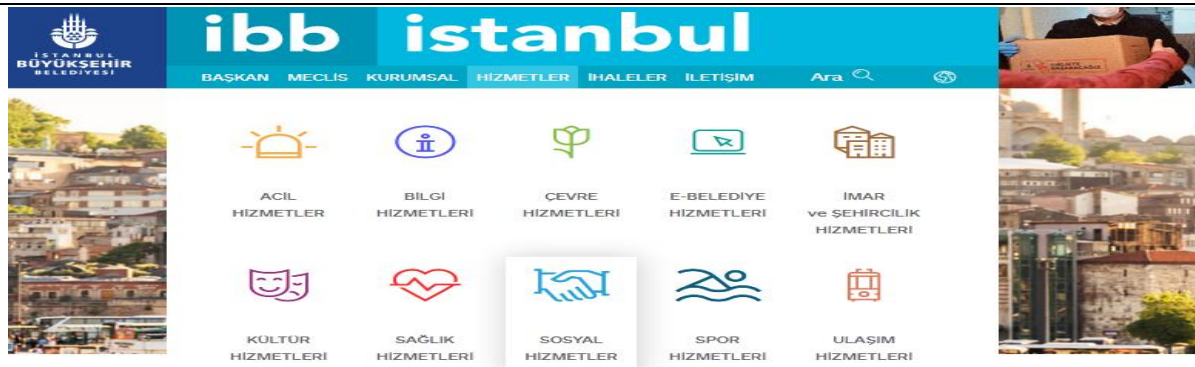 ibb istanbul
İSTANBUL
BÜYÜKŞEHİR
BELEDİYESİ
BAŞKAN MECLİS KURUMSAL HİZMETLER İHALELER İLETİŞİM Ara
ACİL
HİZMETLER
BİLGİ
HİZMETLERİ
ÇEVRE
HİZMETLERİ
E-BELEDİYE
HİZMETLERİ
İMAR
ve ŞEHİRCİLİK
HİZMETLERİ
KÜLTÜR
HİZMETLERİ
SAĞLIK
HİZMETLERİ
SOSYAL
HİZMETLER
SPOR
HİZMETLERİ
ULAŞIM
HİZMETLERİ